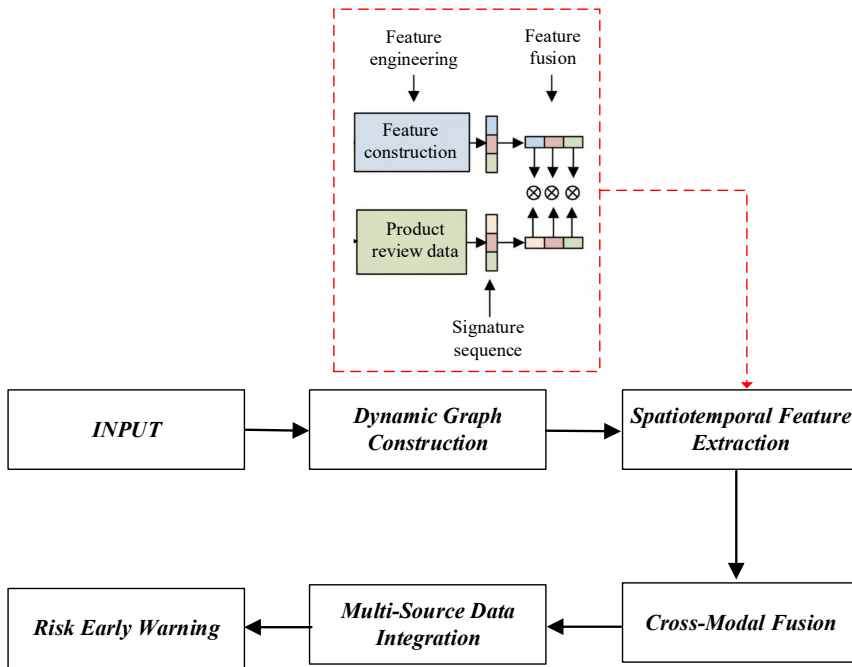 Feature
engineering
Feature
fusion
Feature
construction
Product
review data
Signature
sequence
INPUT
Dynamic Graph
Construction
Spatiotemporal Feature
Extraction
Risk Early Warning
Multi-Source Data
Integration
Cross-Modal Fusion